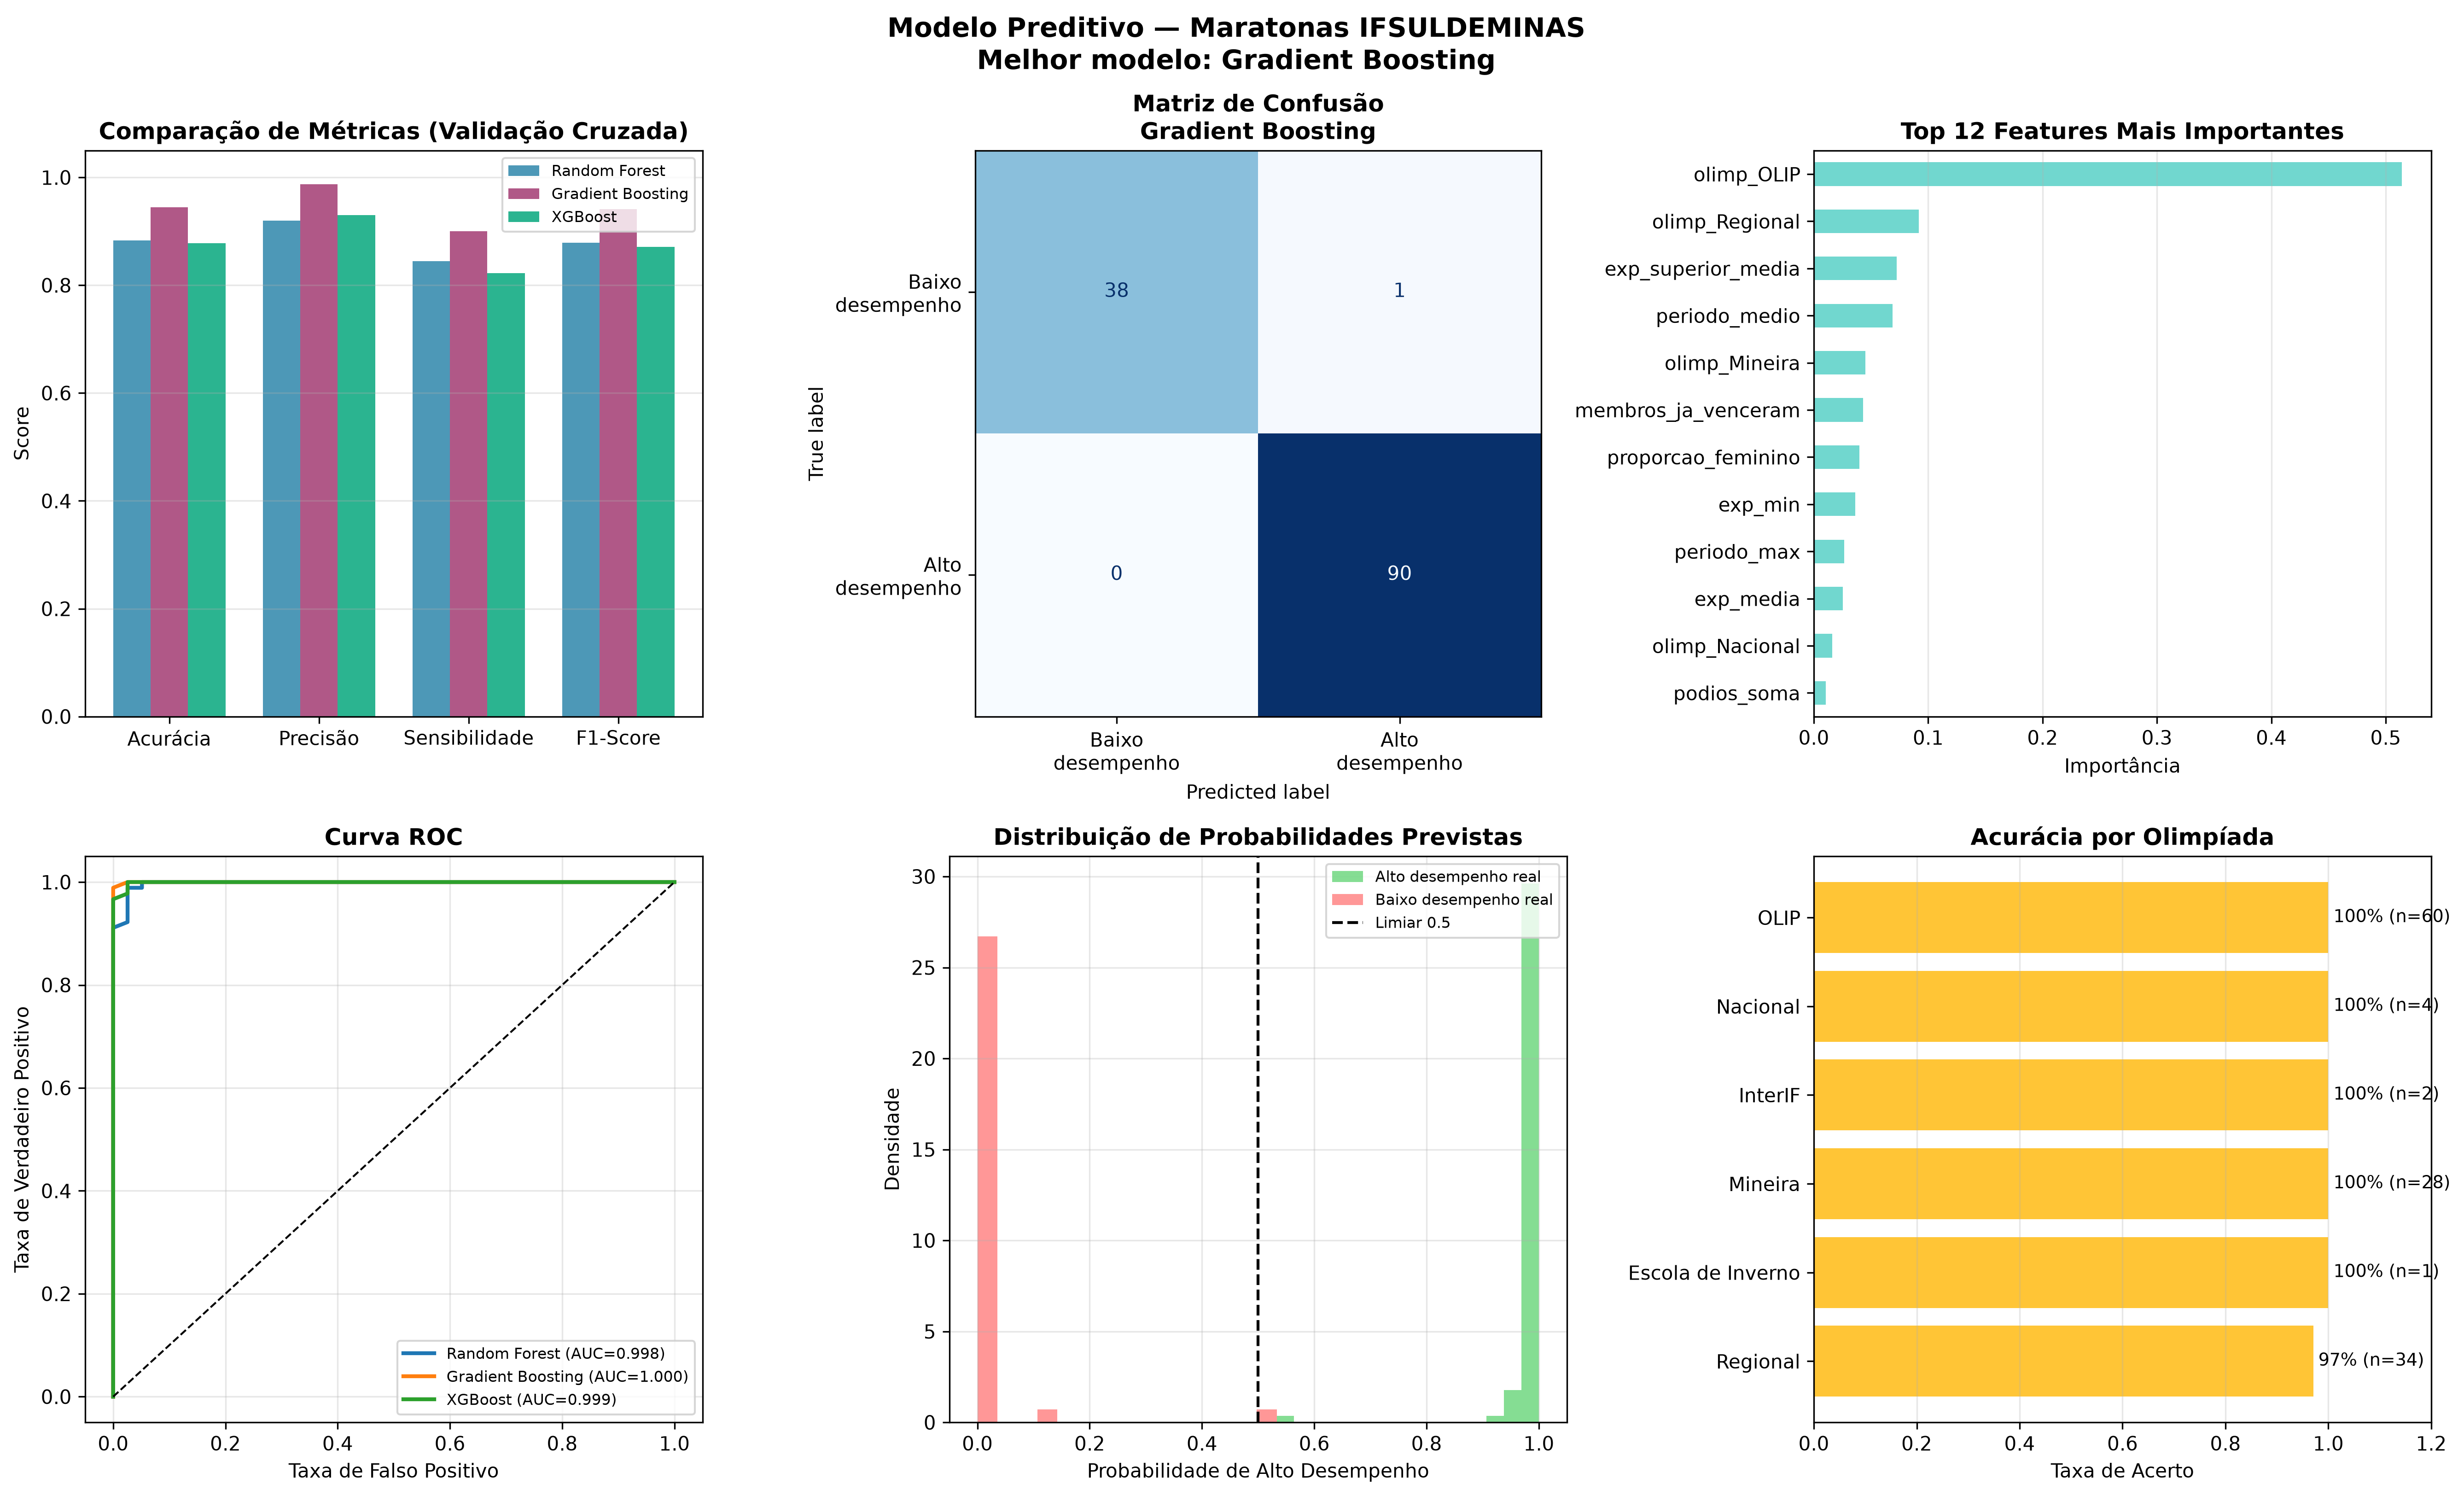 Modelo Preditivo — Maratonas IFSULDEMINAS
Melhor modelo: Gradient Boosting
Comparação de Métricas (Validação Cruzada)
Random Forest
Gradient Boosting
XGBoost
1.0
0.8
0.6
0.4
0.2
0.0
Score
Acurácia
Precisão
Sensibilidade
F1-Score
Matriz de Confusão
Gradient Boosting
Baixo
desempenho
Alto
desempenho
True label
38
1
0
90
Baixo
desempenho
Alto
desempenho
Predicted label
Top 12 Features Mais Importantes
olimp_OLIP
olimp_Regional
exp_superior_media
periodo_medio
olimp_Mineira
membros_ja_venceram
proporcao_feminino
exp_min
periodo_max
exp_media
olimp_Nacional
podios_soma
0.0
0.1
0.2
0.3
0.4
0.5
Importância
Curva ROC
1.0
0.8
0.6
0.4
0.2
0.0
Taxa de Verdadeiro Positivo
Random Forest (AUC=0.998)
Gradient Boosting (AUC=1.000)
XGBoost (AUC=0.999)
0.0
0.2
0.4
0.6
0.8
1.0
Taxa de Falso Positivo
Distribuição de Probabilidades Previstas
Alto desempenho real
Baixo desempenho real
Limiar 0.5
30
25
20
15
10
5
0
Densidade
0.0
0.2
0.4
0.6
0.8
1.0
Probabilidade de Alto Desempenho
Acurácia por Olimpíada
OLIP
100% (n=60)
Nacional
100% (n=4)
InterIF
100% (n=2)
Mineira
100% (n=28)
Escola de Inverno
100% (n=1)
Regional
97% (n=34)
0.0
0.2
0.4
0.6
0.8
1.0
1.2
Taxa de Acerto